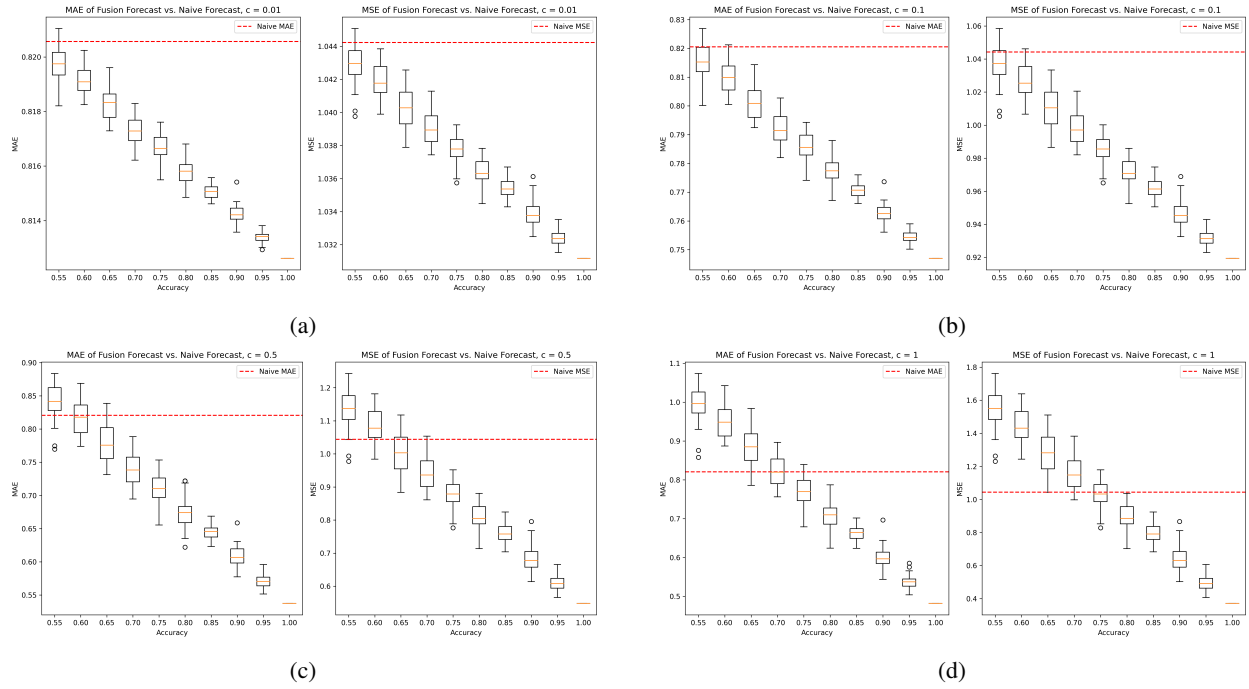 MAE of Fusion Forecast vs. Naive Forecast, c = 0.01
Naive MAE
MAE
0.820
0.818
0.816
0.814
0.55 0.60 0.65 0.70 0.75 0.80 0.85 0.90 0.95 1.00
Accuracy
MSE of Fusion Forecast vs. Naive Forecast, c = 0.01
Naive MSE
MSE
1.044
1.042
1.040
1.038
1.036
1.034
1.032
0.55 0.60 0.65 0.70 0.75 0.80 0.85 0.90 0.95 1.00
Accuracy
(a)
MAE of Fusion Forecast vs. Naive Forecast, c = 0.1
Naive MAE
MAE
0.83
0.82
0.81
0.80
0.79
0.78
0.77
0.76
0.75
0.55 0.60 0.65 0.70 0.75 0.80 0.85 0.90 0.95 1.00
Accuracy
MSE of Fusion Forecast vs. Naive Forecast, c = 0.1
Naive MSE
MSE
1.06
1.04
1.02
1.00
0.98
0.96
0.94
0.92
0.55 0.60 0.65 0.70 0.75 0.80 0.85 0.90 0.95 1.00
Accuracy
(b)
MAE of Fusion Forecast vs. Naive Forecast, c = 0.5
Naive MAE
MAE
0.90
0.85
0.80
0.75
0.70
0.65
0.60
0.55
0.55 0.60 0.65 0.70 0.75 0.80 0.85 0.90 0.95 1.00
Accuracy
MSE of Fusion Forecast vs. Naive Forecast, c = 0.5
Naive MSE
MSE
1.2
1.1
1.0
0.9
0.8
0.7
0.6
0.55 0.60 0.65 0.70 0.75 0.80 0.85 0.90 0.95 1.00
Accuracy
(c)
MAE of Fusion Forecast vs. Naive Forecast, c = 1
Naive MAE
MAE
1.1
1.0
0.9
0.8
0.7
0.6
0.5
0.55 0.60 0.65 0.70 0.75 0.80 0.85 0.90 0.95 1.00
Accuracy
MSE of Fusion Forecast vs. Naive Forecast, c = 1
Naive MSE
MSE
1.8
1.6
1.4
1.2
1.0
0.8
0.6
0.4
0.55 0.60 0.65 0.70 0.75 0.80 0.85 0.90 0.95 1.00
Accuracy
(d)